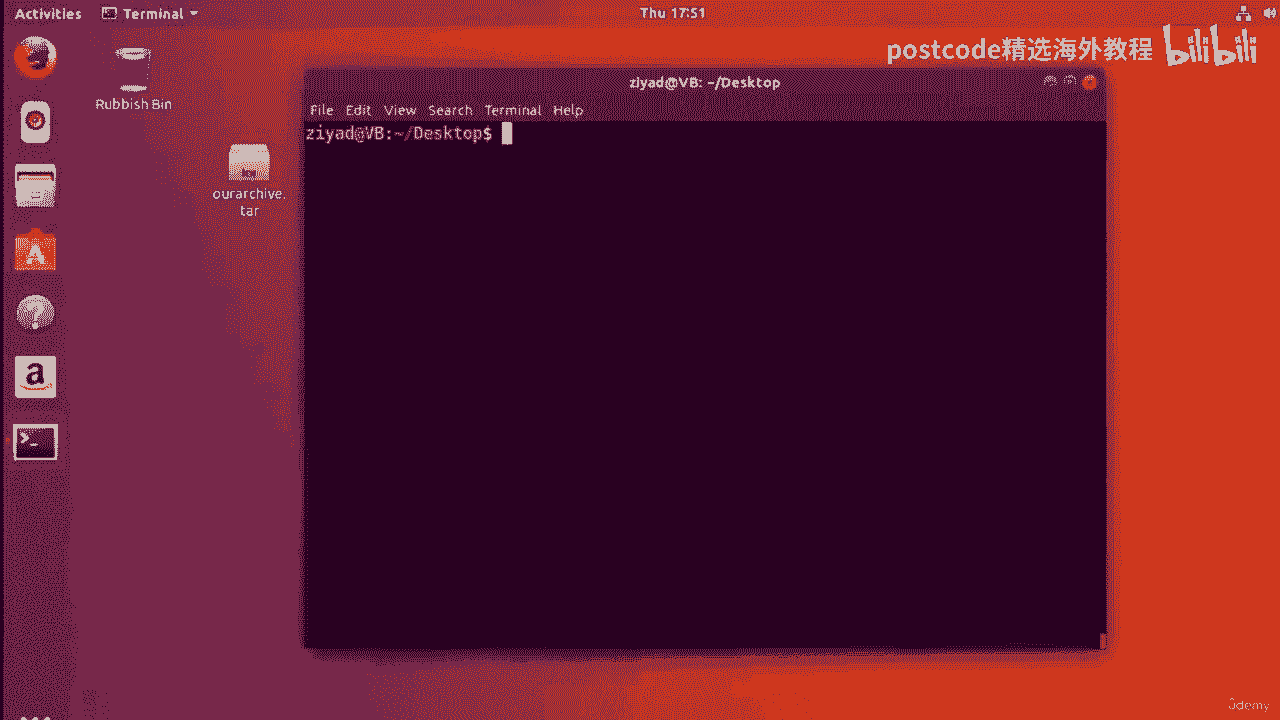 Activities Terminal Thu 17:51
postcode精选海外教程 bilibili
Rubbish Bin
ourarchive.
tar
ziyad@VB: ~/Desktop
File Edit View Search Terminal Help
ziyad@VB:~/Desktop$
A
?
a
>_
ûdemy